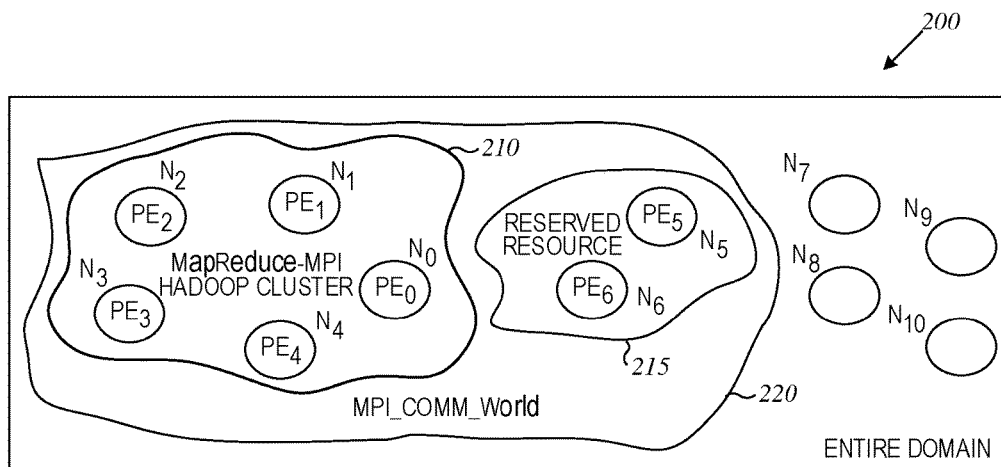 200
210
N2
N1
PE2
PE1
N7
RESERVED
RESOURCE
PE5
N5
N9
N0
MapReduce-MPI
HADOOP CLUSTER
N3
PE0
PE3
N4
PE4
PE6
N6
N8
N10
215
220
MPI_COMM_World
ENTIRE DOMAIN